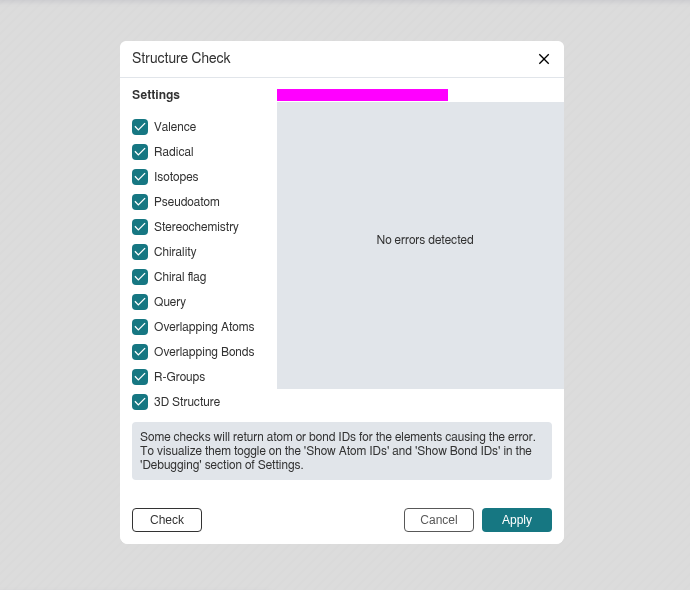 Structure Check
Settings
Valence
Radical
Isotopes
Pseudoatom
Stereochemistry
Chirality
Chiral flag
Query
Overlapping Atoms
Overlapping Bonds
R-Groups
3D Structure
No errors detected
Some checks will return atom or bond IDs for the elements causing the error.
To visualize them toggle on the 'Show Atom IDs' and 'Show Bond IDs' in the
'Debugging' section of Settings.
Check
Cancel
Apply